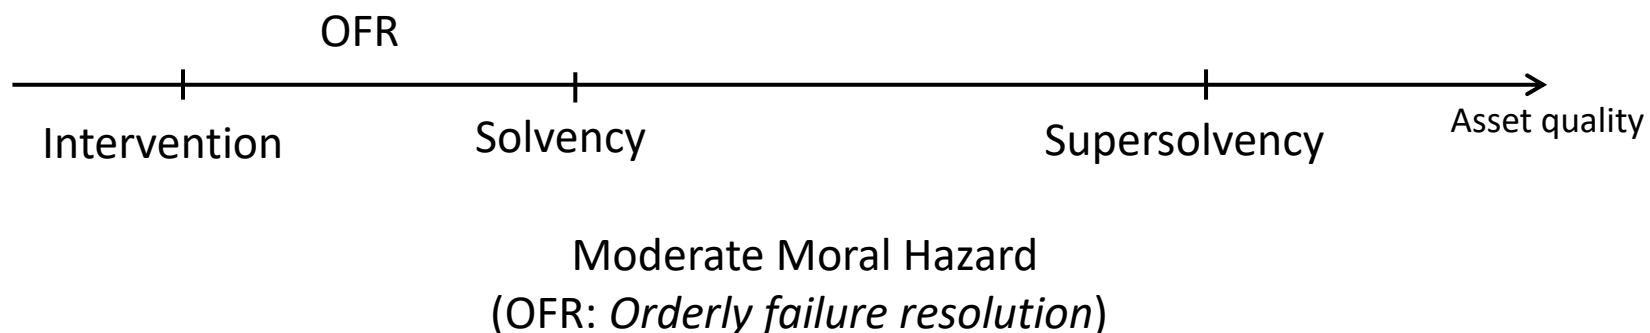 OFR
Intervention
Solvency
Supersolvency
Asset quality
Moderate Moral Hazard
(OFR: Orderly failure resolution)